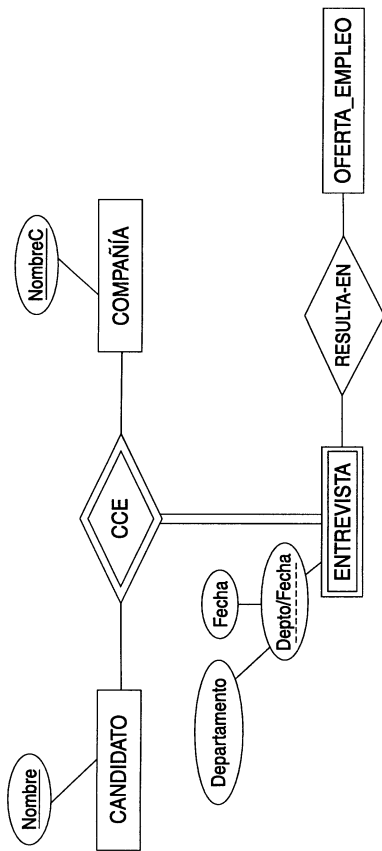 Nombre
NombreC
CANDIDATO
CCE
COMPAÑÍA
Departamento
Fecha
Depto/Fecha
ENTREVISTA
RESULTA-EN
OFERTA_EMPLEO